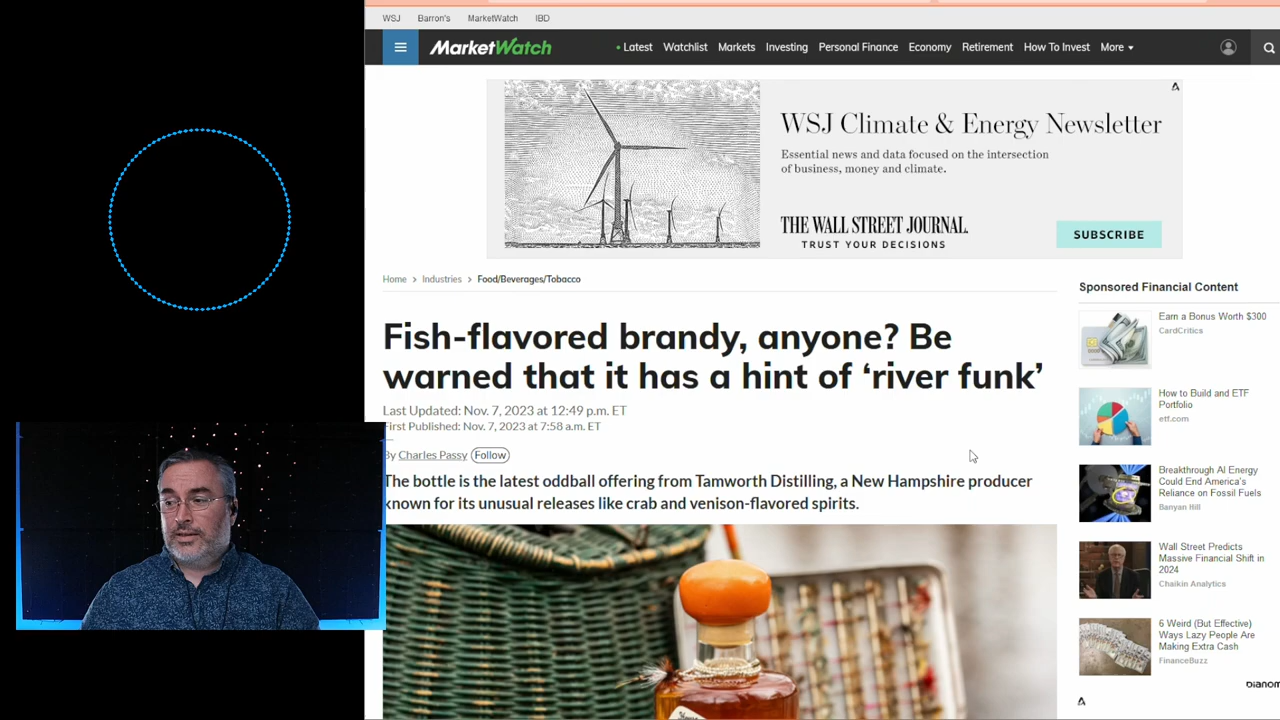 WSJ Barron's MarketWatch IBD
MarketWatch
Latest Watchlist Markets Investing Personal Finance Economy Retirement How To Invest More
WSJ Climate & Energy Newsletter
Essential news and data focused on the intersection
of business, money and climate.
THE WALL STREET JOURNAL.
TRUST YOUR DECISIONS
SUBSCRIBE
Home > Industries > Food/Beverages/Tobacco
Fish-flavored brandy, anyone? Be
warned that it has a hint of ‘river funk’
Last Updated: Nov. 7, 2023 at 12:49 p.m. ET
First Published: Nov. 7, 2023 at 7:58 a.m. ET
By Charles Passy Follow
The bottle is the latest oddball offering from Tamworth Distilling, a New Hampshire producer
known for its unusual releases like crab and venison-flavored spirits.
Sponsored Financial Content
Earn a Bonus Worth $300
CardCritics
How to Build and ETF
Portfolio
etf.com
Breakthrough AI Energy
Could End America's
Reliance on Fossil Fuels
Banyan Hill
Wall Street Predicts
Massive Financial Shift in
2024
Chaikin Analytics
6 Weird (But Effective)
Ways Lazy People Are
Making Extra Cash
FinanceBuzz